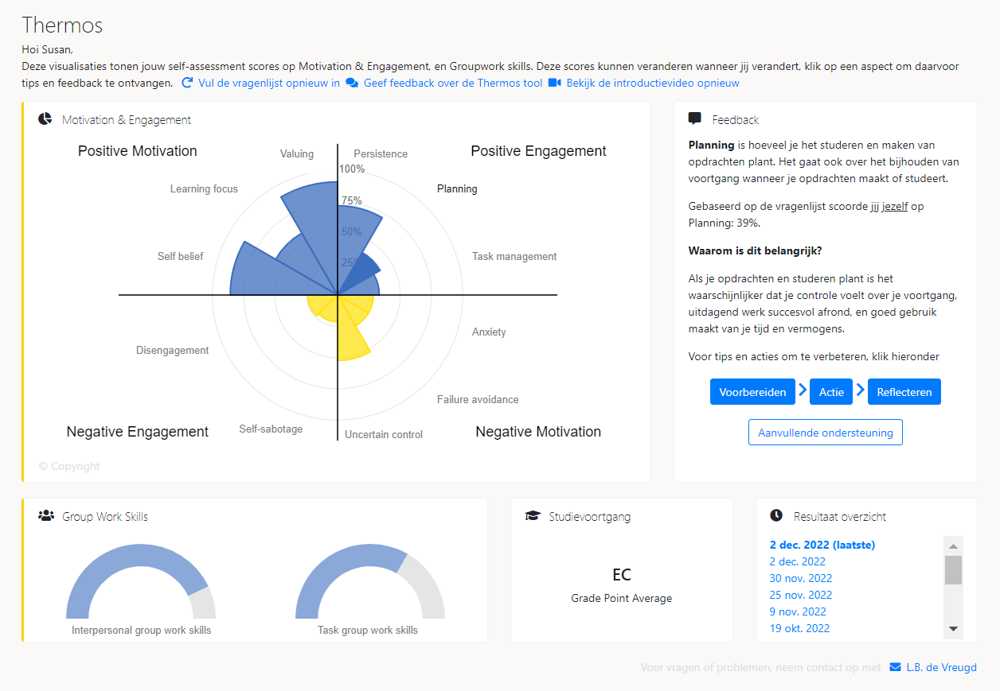 Thermos
Hoi Susan,
Deze visualisaties tonen jouw self-assessment scores op Motivation & Engagement, en Groupwork skills. Deze scores kunnen veranderen wanneer jij verandert, klik op een aspect om daarvoor
tips en feedback te ontvangen. Vul de vragenlijst opnieuw in Geef feedback over de Thermos tool Bekijk de introductievideo opnieuw
Motivation & Engagement
Positive Motivation
Valuing
Persistence
Positive Engagement
100%
Learning focus
Planning
75%
50%
Self belief
25%
Task management
Disengagement
Anxiety
Failure avoidance
Negative Engagement
Self-sabotage
Uncertain control
Negative Motivation
© Copyright
Feedback
Planning is hoeveel je het studeren en maken van
opdrachten plant. Het gaat ook over het bijhouden van
voortgang wanneer je opdrachten maakt of studeert.
Gebaseerd op de vragenlijst scoorde jij jezelf op
Planning: 39%.
Waarom is dit belangrijk?
Als je opdrachten en studeren plant is het
waarschijnlijker dat je controle voelt over je voortgang,
uitdagend werk succesvol afrond, en goed gebruik
maakt van je tijd en vermogens.
Voor tips en acties om te verbeteren, klik hieronder
Voorbereiden Actie Reflecteren
Aanvullende ondersteuning
Group Work Skills
Interpersonal group work skills
Task group work skills
Studievoortgang
EC
Grade Point Average
Resultaat overzicht
2 dec. 2022 (laatste)
2 dec. 2022
30 nov. 2022
25 nov. 2022
9 nov. 2022
19 okt. 2022
Voor vragen of problemen, neem contact op met L.B. de Vreugd